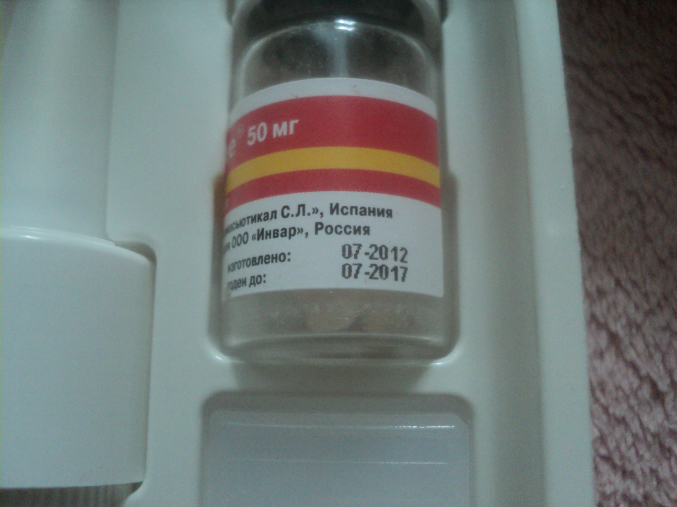 50 мг
С.Л.», Испания
ООО «Инвар», Россия
изготовлено: 07-2012
годен до: 07-2017